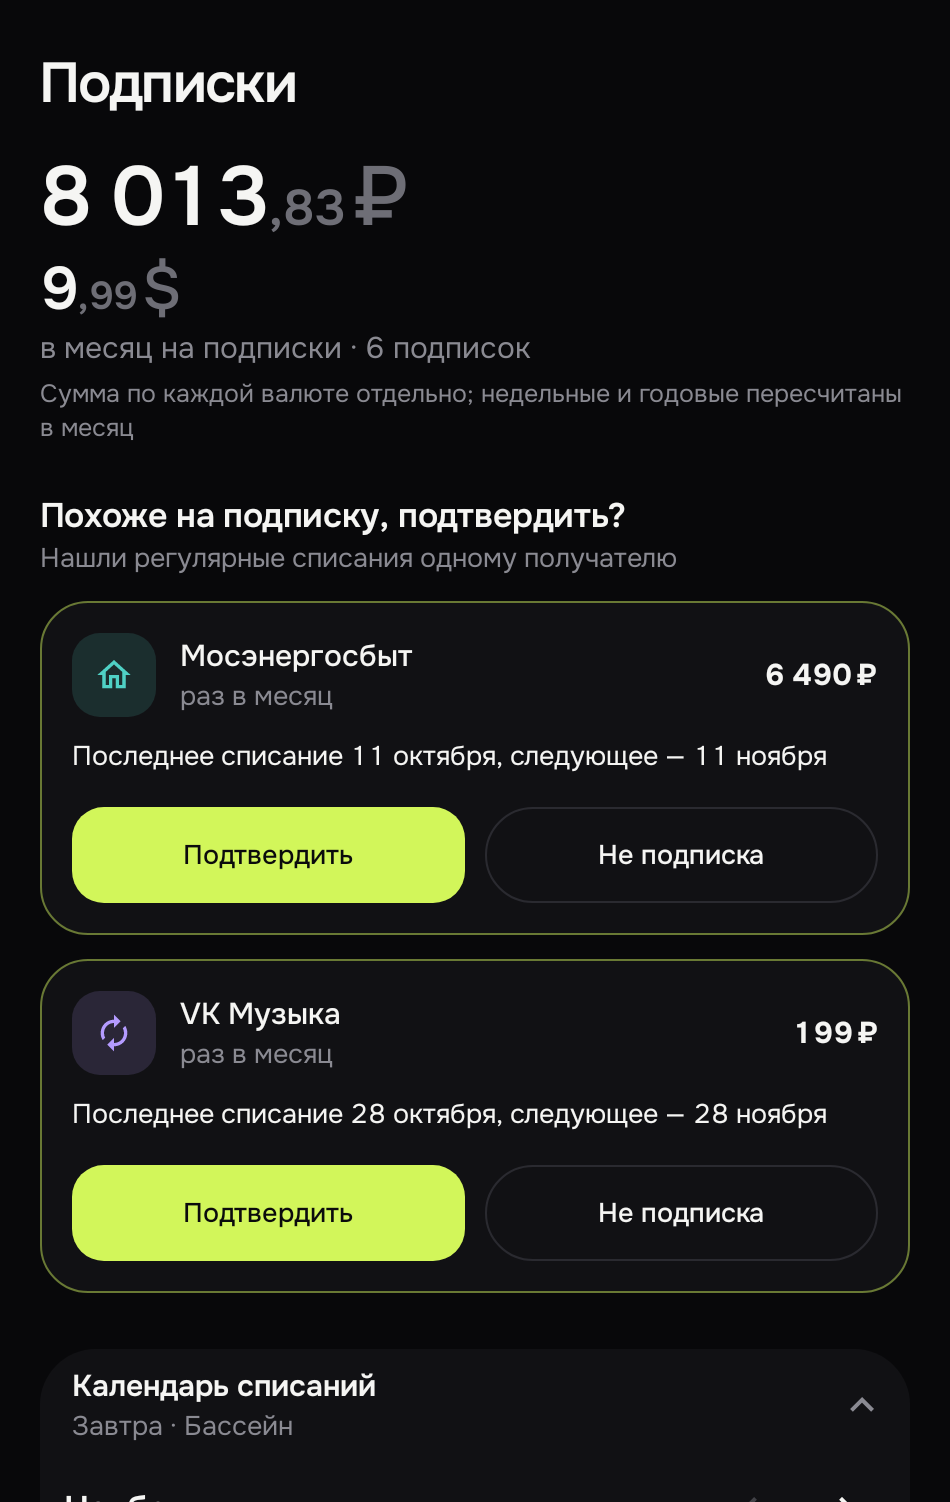 Подписки
8 013,83 ₽
9,99 $
в месяц на подписки · 6 подписок
Сумма по каждой валюте отдельно; недельные и годовые пересчитаны
в месяц
Похоже на подписку, подтвердить?
Нашли регулярные списания одному получателю
Мосэнергосбыт
раз в месяц
6 490 ₽
Последнее списание 11 октября, следующее — 11 ноября
Подтвердить
Не подписка
VK Музыка
раз в месяц
199 ₽
Последнее списание 28 октября, следующее — 28 ноября
Подтвердить
Не подписка
Календарь списаний
Завтра · Бассейн